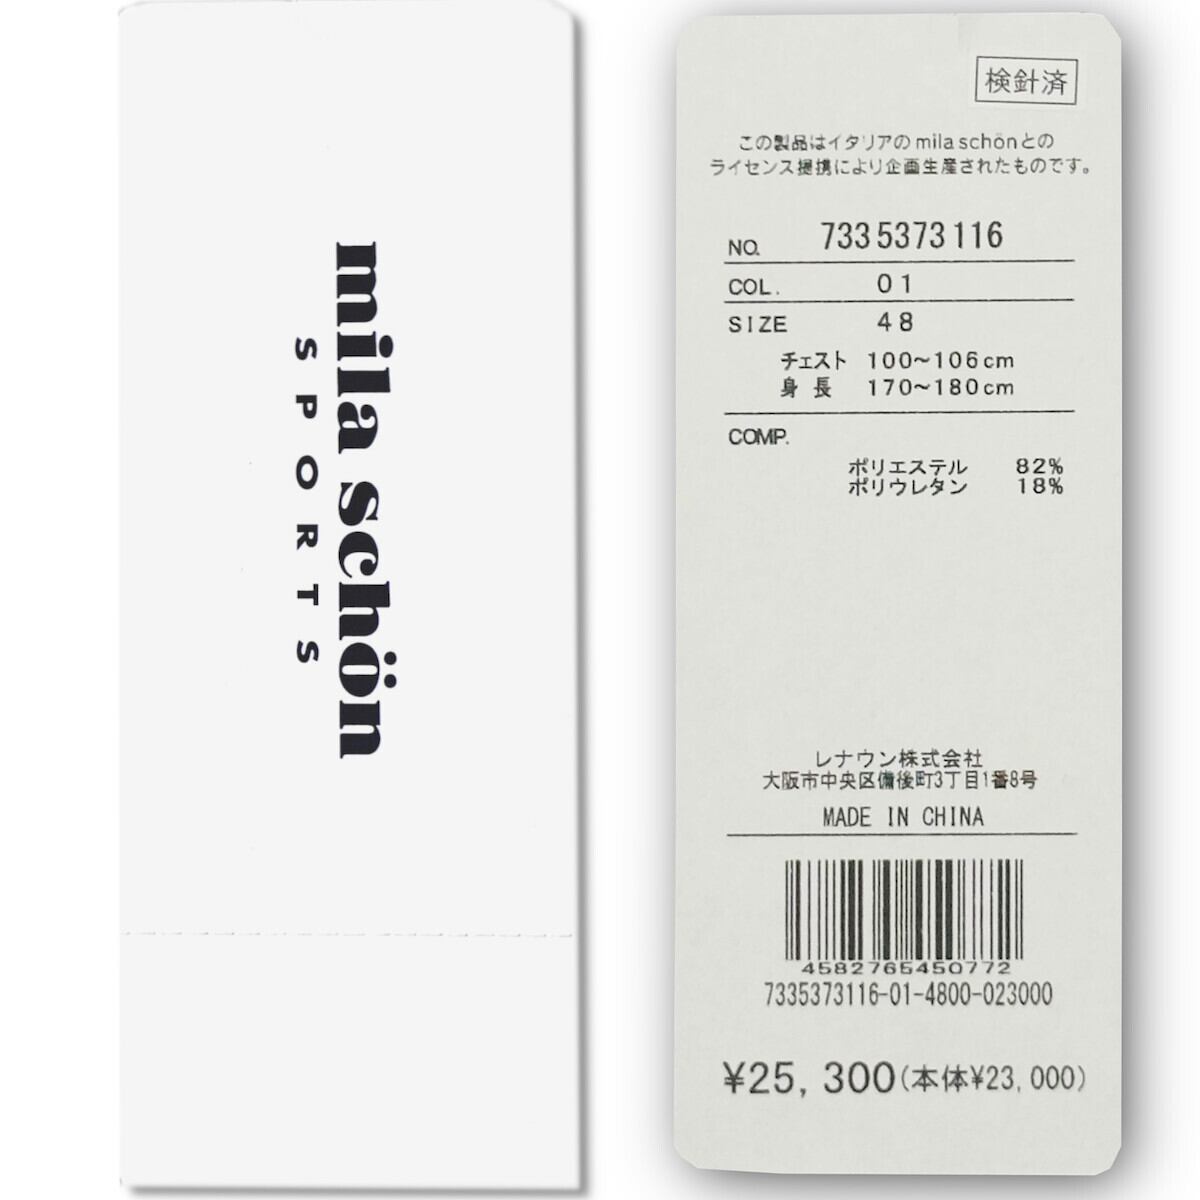 mila schön
SPORTS
検針済
この製品はイタリアのmila schönとの
ライセンス提携により企画生産されたものです。
NO. 7335373116
COL. 01
SIZE 48
チェスト 100~106cm
身長 170~180cm
COMP.
ポリエステル 82%
ポリウレタン 18%
レナウン株式会社
大阪市中央区備後町3丁目1番8号
MADE IN CHINA
4582765450772
7335373116-01-4800-023000
¥25,300(本体¥23,000)